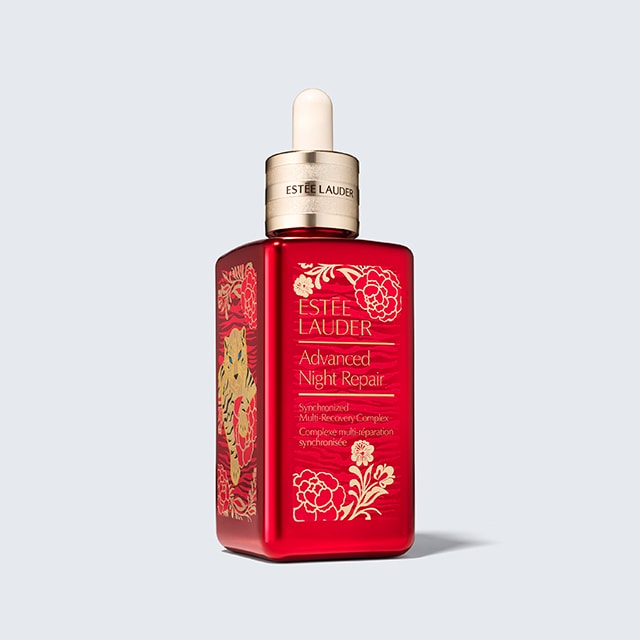 ESTĒE LAUDER
ESTĒE
LAUDER
Advanced
Night Repair
Synchronized
Multi-Recovery Complex
Complexe multi-réparation
synchronisée